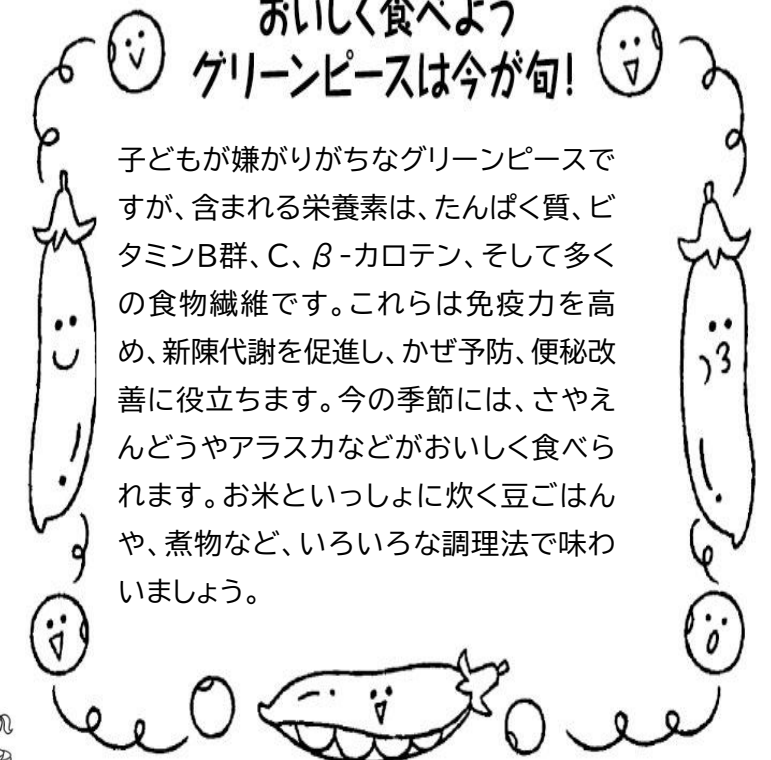 おいしく食べよう
グリーンピースは今が旬!
子どもが嫌がりがちなグリーンピースで
すが、含まれる栄養素は、たんぱく質、ビ
タミンB群、C、β-カロテン、そして多く
の食物繊維です。これらは免疫力を高
め、新陳代謝を促進し、かぜ予防、便秘改
善に役立ちます。今の季節には、さやえ
んどうやアラスカなどがおいしく食べら
れます。お米といっしょに炊く豆ごはん
や、煮物など、いろいろな調理法で味わ
いましょう。